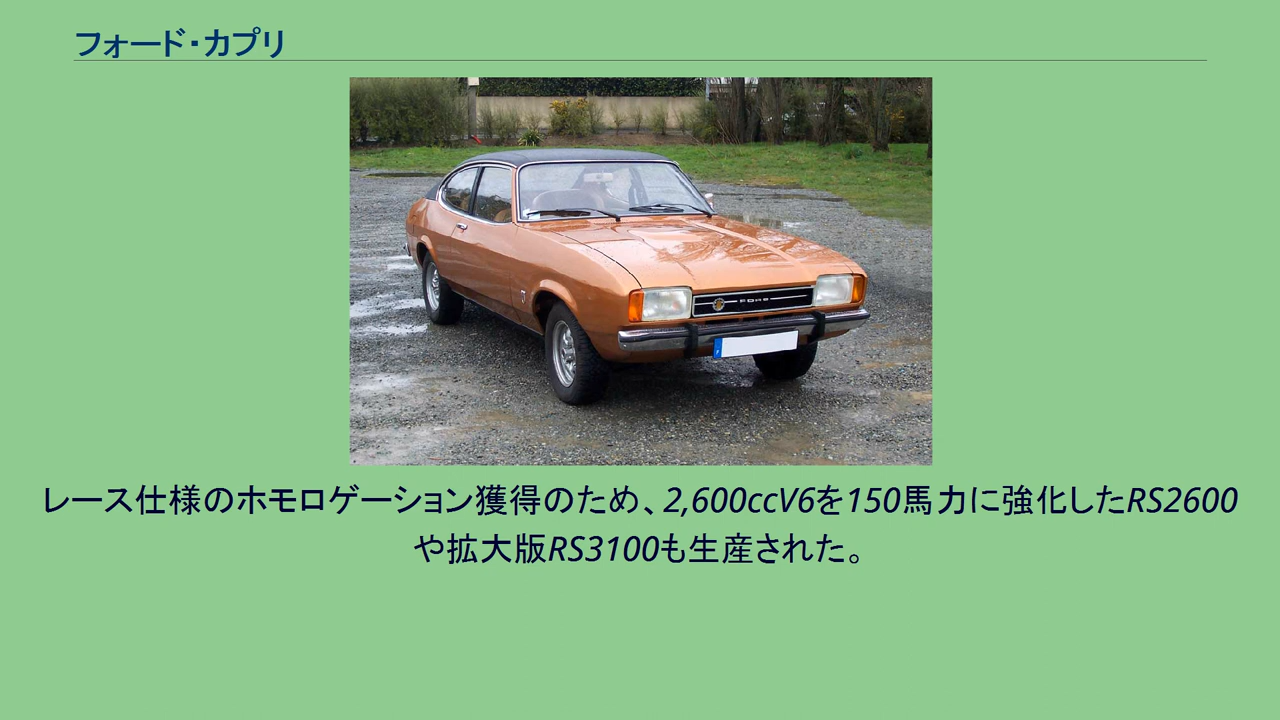 フォード・カプリ
FORD
レース仕様のホモロゲーション獲得のため、2,600ccV6を150馬力に強化したRS2600
や拡大版RS3100も生産された。